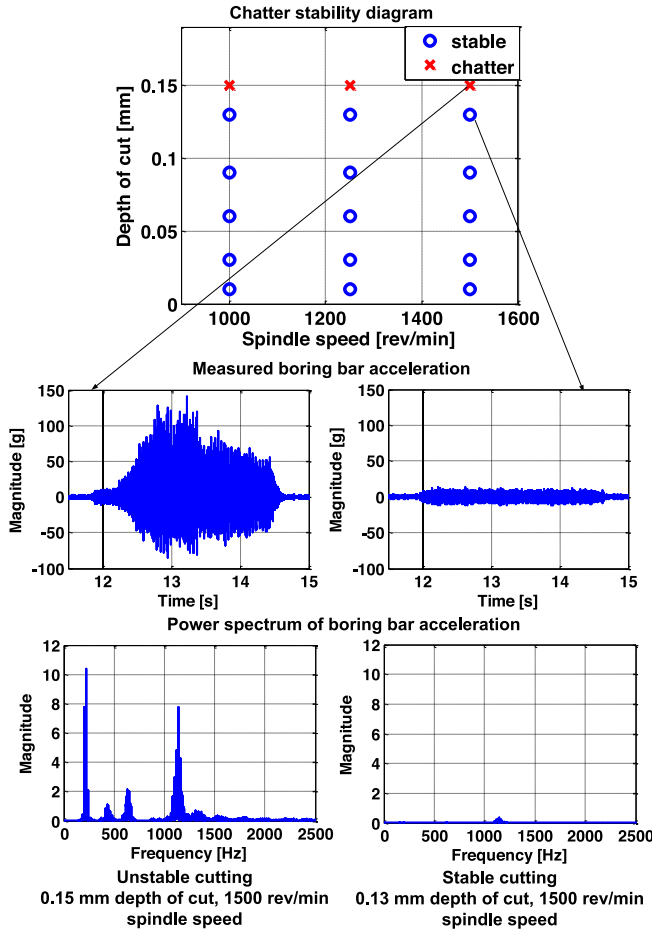 Chatter stability diagram
stable
chatter
Depth of cut [mm]
0.15
0.1
0.05
0
1000 1200 1400 1600
Spindle speed [rev/min]
Measured boring bar acceleration
Magnitude [g]
150
100
50
0
-50
-100
12 13 14 15
Time [s]
Magnitude [g]
150
100
50
0
-50
-100
12 13 14 15
Time [s]
Power spectrum of boring bar acceleration
Magnitude
12
10
8
6
4
2
0
0 500 1000 1500 2000 2500
Frequency [Hz]
Magnitude
12
10
8
6
4
2
0
0 500 1000 1500 2000 2500
Frequency [Hz]
Unstable cutting
0.15 mm depth of cut, 1500 rev/min
spindle speed
Stable cutting
0.13 mm depth of cut, 1500 rev/min
spindle speed